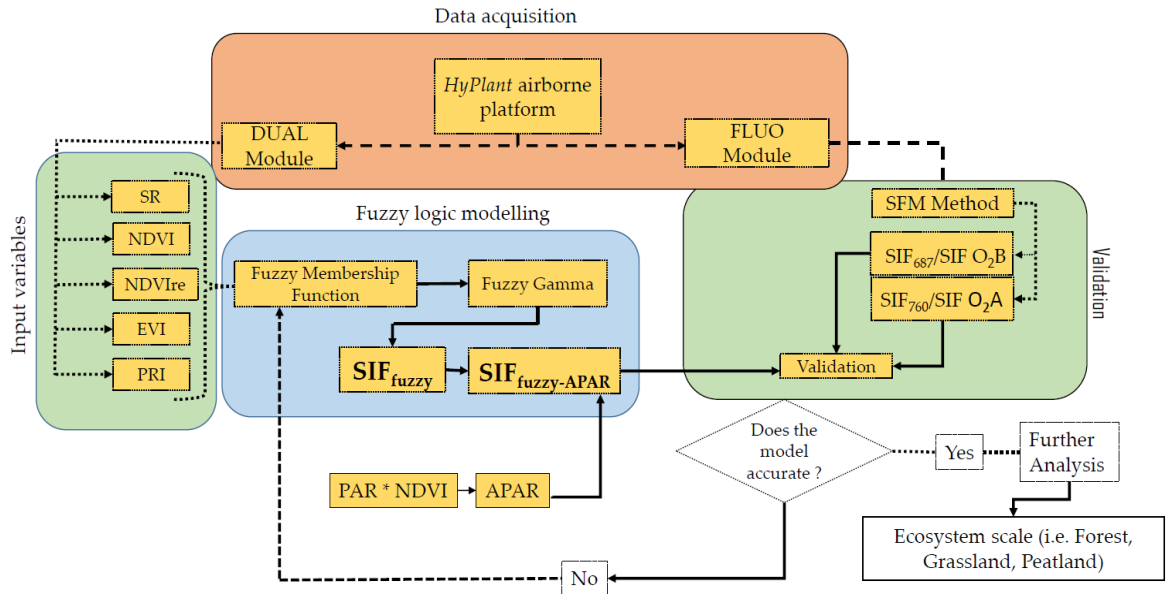 Data acquisition
HyPlant airborne
platform
DUAL
Module
FLUO
Module
Input variables
SR
NDVI
NDVIre
EVI
PRI
Fuzzy logic modelling
Fuzzy Membership
Function
Fuzzy Gamma
SIFfuzzy
SIFfuzzy-APAR
PAR * NDVI
APAR
SFM Method
SIF687/SIF O2B
SIF760/SIF O2A
Validation
Validation
Does the
model
accurate ?
Yes
Further
Analysis
Ecosystem scale (i.e. Forest,
Grassland, Peatland)
No